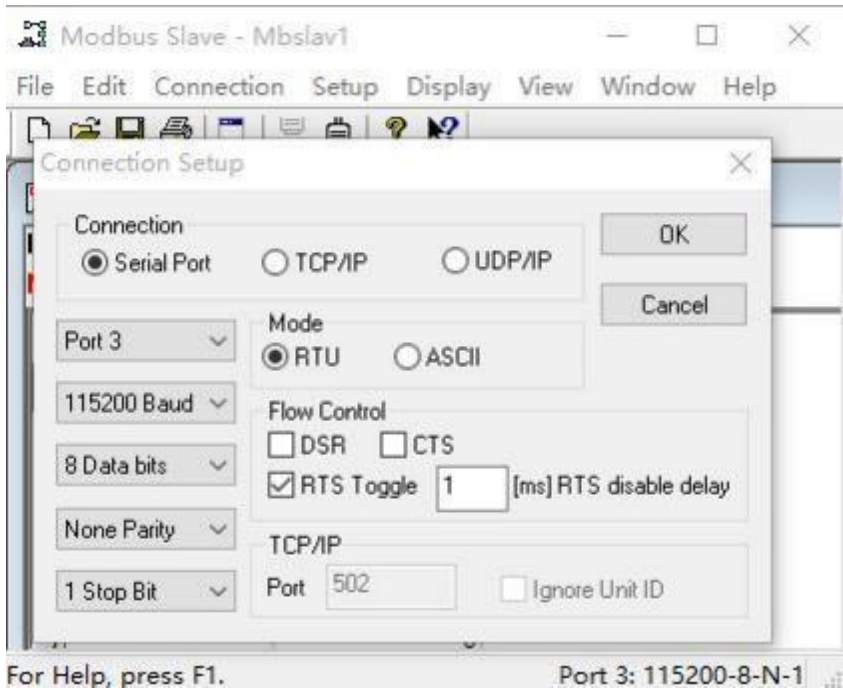 Modbus Slave - Mbslav1
File Edit Connection Setup Display View Window Help
Connection Setup
Connection
Serial Port TCP/IP UDP/IP
OK
Cancel
Port 3
115200 Baud
8 Data bits
None Parity
1 Stop Bit
Mode
RTU ASCII
Flow Control
DSR CTS
RTS Toggle 1 [ms] RTS disable delay
TCP/IP
Port 502 Ignore Unit ID
For Help, press F1. Port 3: 115200-8-N-1